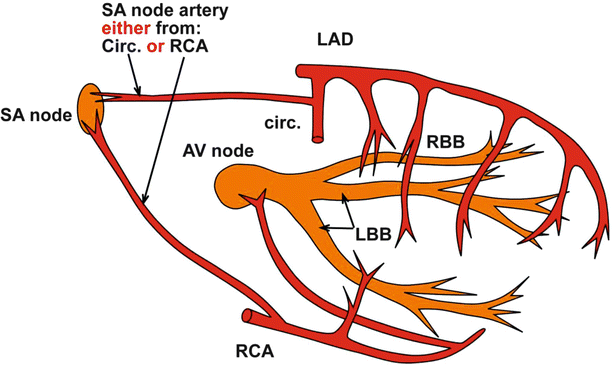 SA node artery
either from:
Circ. or RCA
LAD
SA node
circ.
AV node
RBB
LBB
RCA